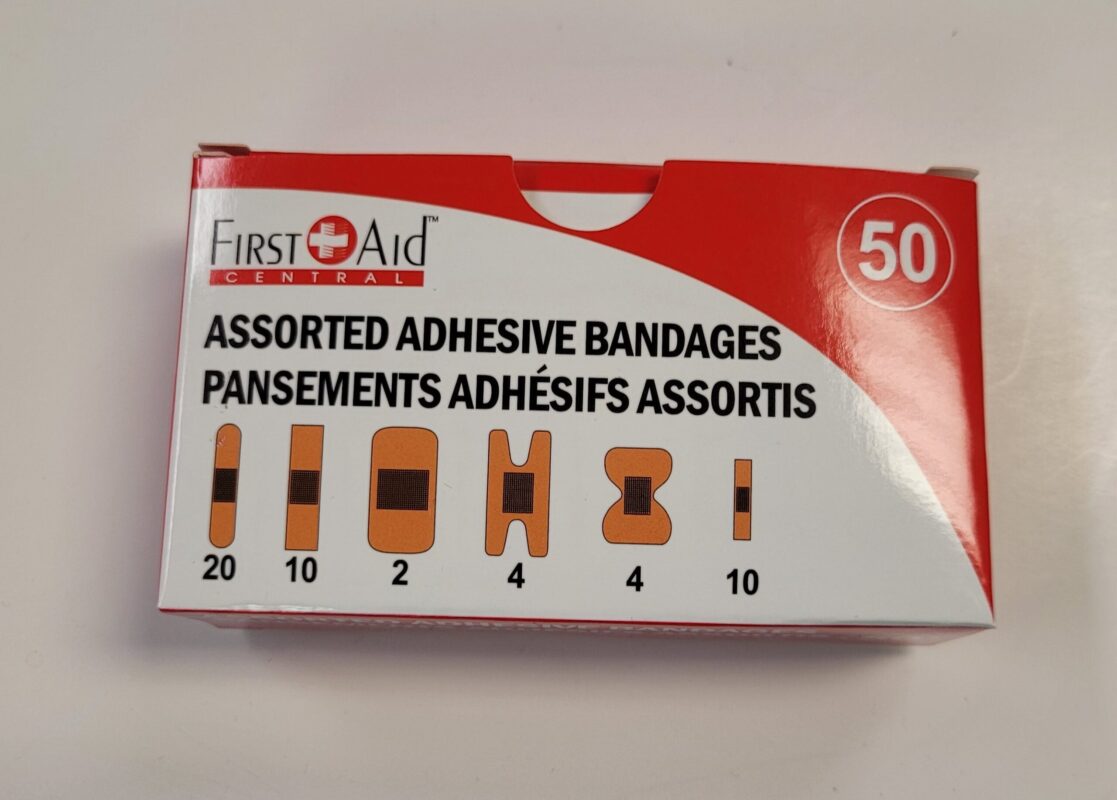 FIRST AID™
CENTRAL
50
ASSORTED ADHESIVE BANDAGES
PANSEMENTS ADHÉSIFS ASSORTIS
20 10 2 4 4 10